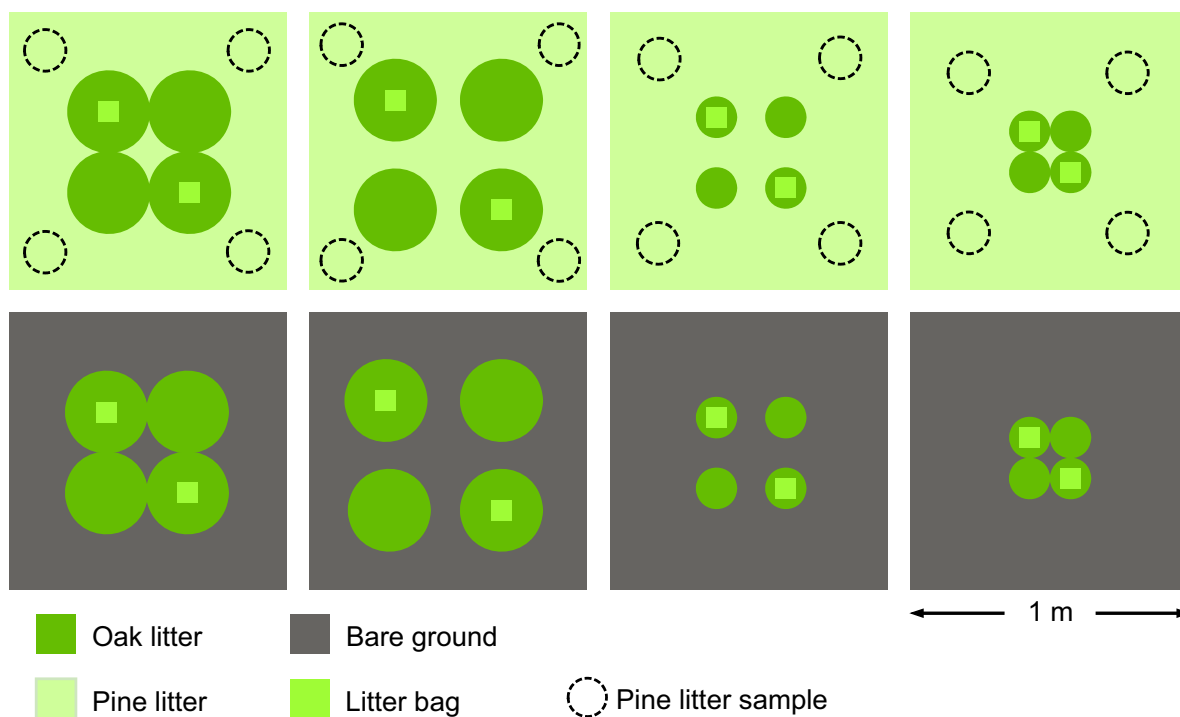 1 m
Oak litter
Bare ground
Pine litter
Litter bag
Pine litter sample